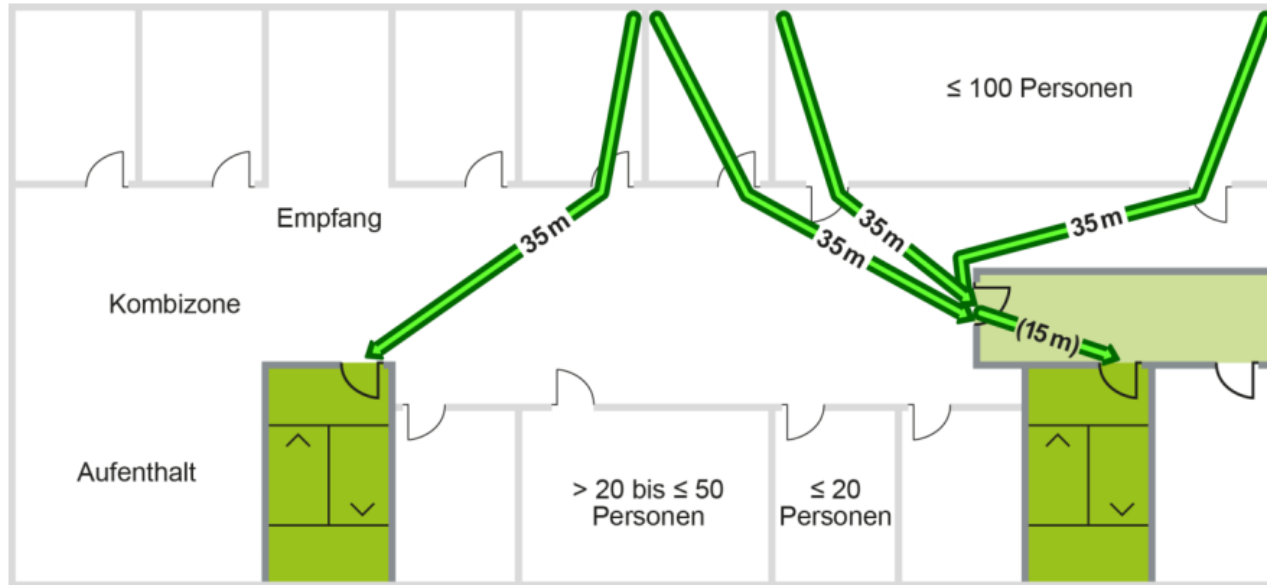 ≤ 100 Personen
Empfang
35 m
35 m
35 m
35 m
Kombizone
(15 m)
Aufenthalt
> 20 bis ≤ 50
Personen
≤ 20
Personen